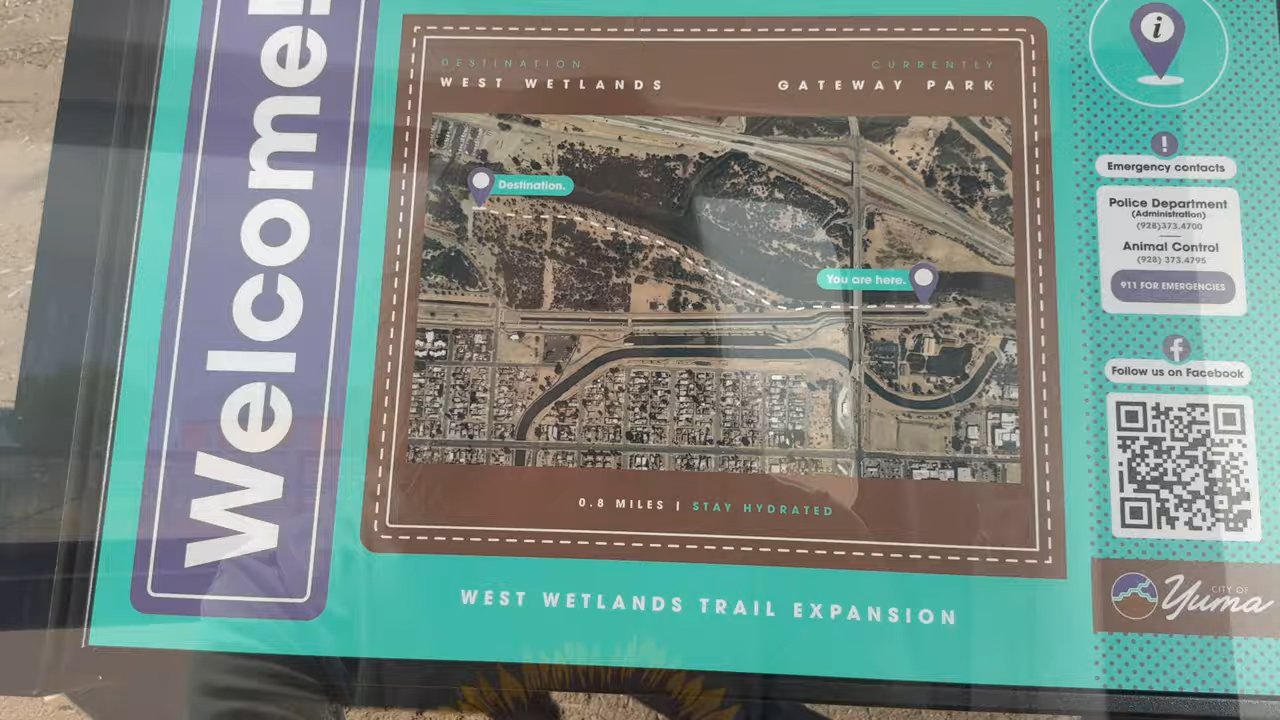 Welcome!
DESTINATION
WEST WETLANDS
CURRENTLY
GATEWAY PARK
Destination.
You are here.
0.8 MILES | STAY HYDRATED
WEST WETLANDS TRAIL EXPANSION
i
!
Emergency contacts
Police Department
(Administration)
(928)373.4700
Animal Control
(928) 373.4795
911 FOR EMERGENCIES
f
Follow us on Facebook
CITY OF
Yuma